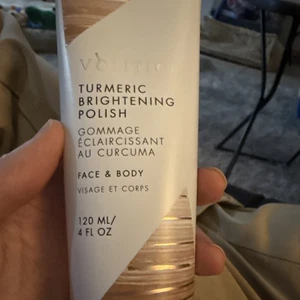 TURMERIC
BRIGHTENING
POLISH
GOMMAGE
ÉCLAIRCISSANT
AU CURCUMA
FACE & BODY
VISAGE ET CORPS
120 ML/
4 FL OZ